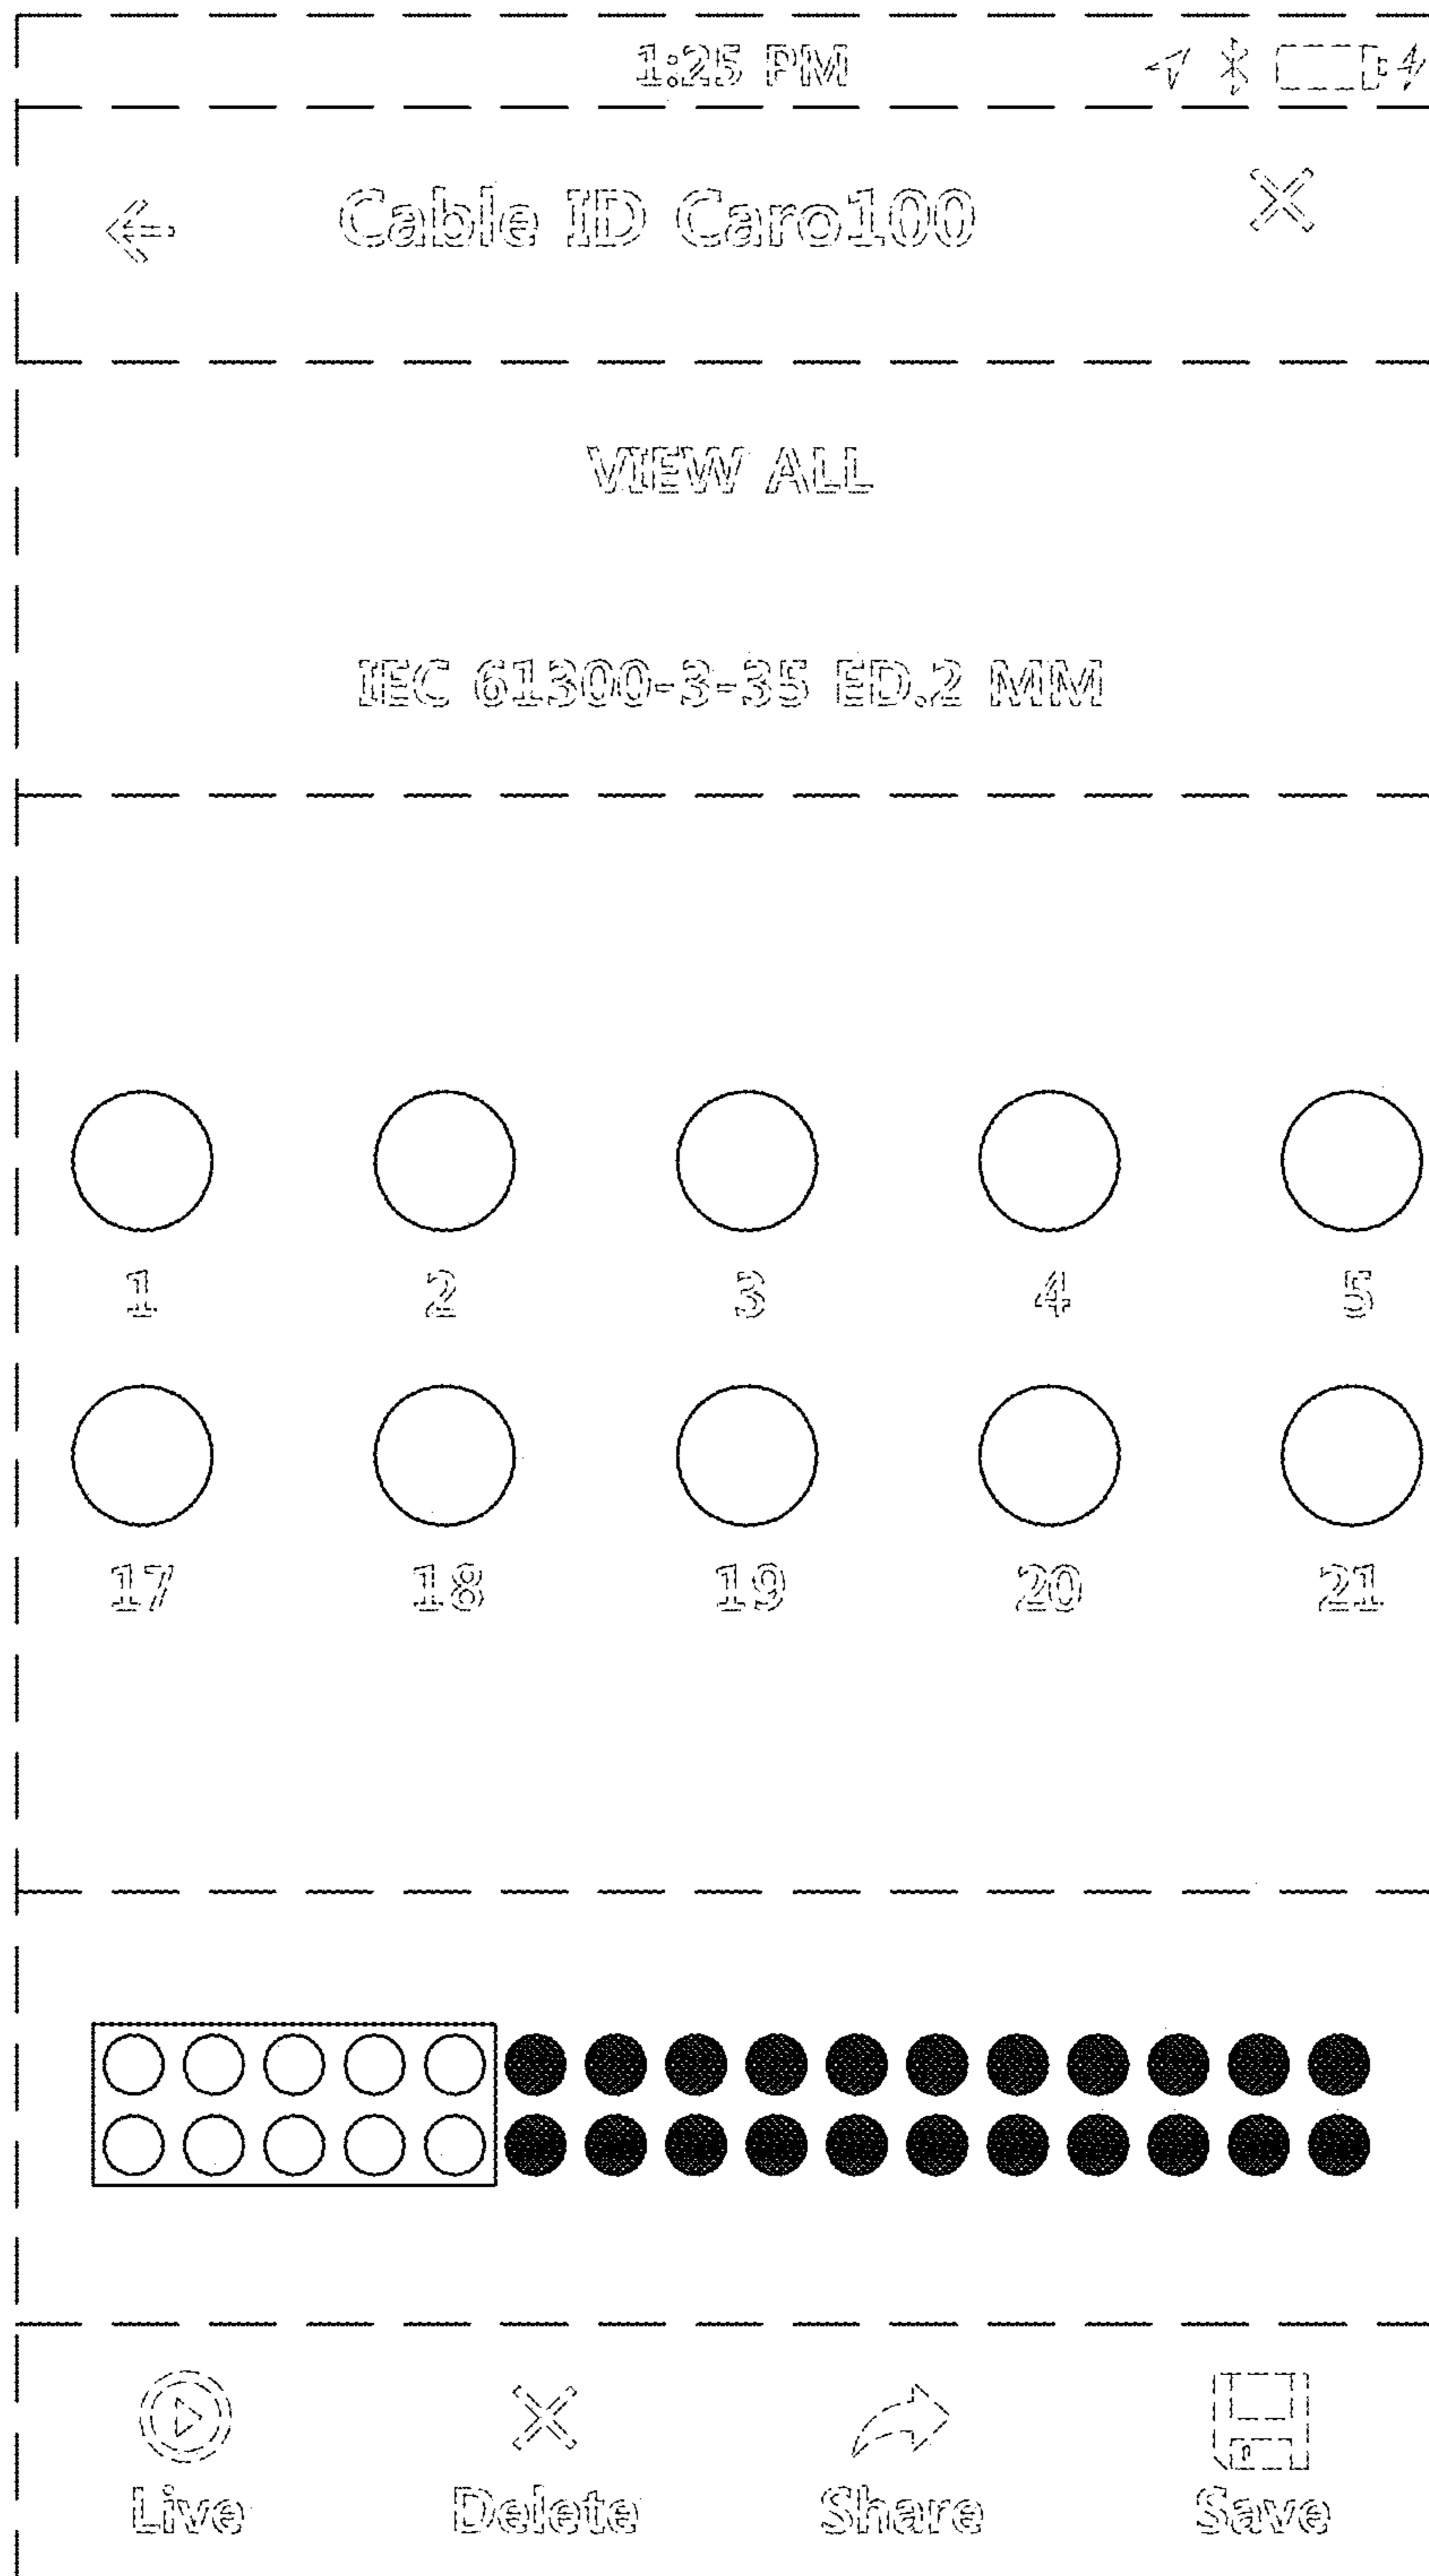 1:25 PM
Cable ID Caro100
VIEW ALL
IEC 61300-3-35 ED.2 MM
1 2 3 4 5
17 18 19 20 21
Live Delete Share Save